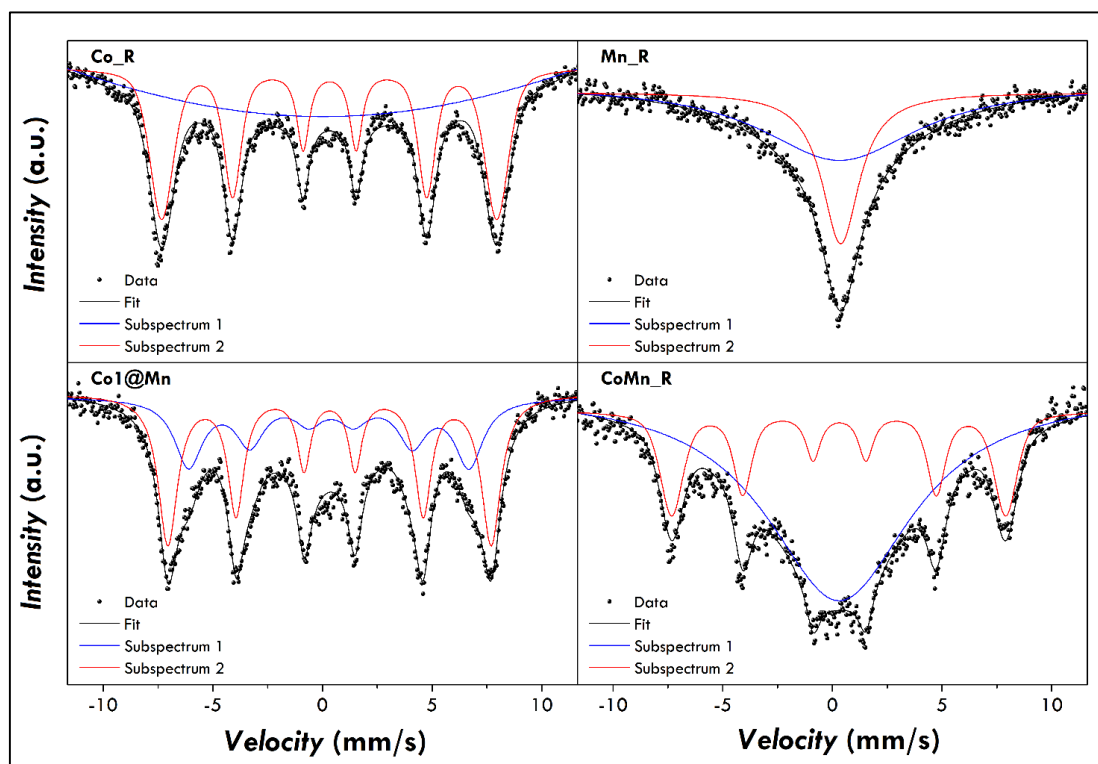 Co_R
Intensity (a.u.)
Data
Fit
Subspectrum 1
Subspectrum 2
Mn_R
Intensity (a.u.)
Data
Fit
Subspectrum 1
Subspectrum 2
Co1@Mn
Intensity (a.u.)
Data
Fit
Subspectrum 1
Subspectrum 2
-10 -5 0 5 10
Velocity (mm/s)
CoMn_R
Intensity (a.u.)
Data
Fit
Subspectrum 1
Subspectrum 2
-10 -5 0 5 10
Velocity (mm/s)